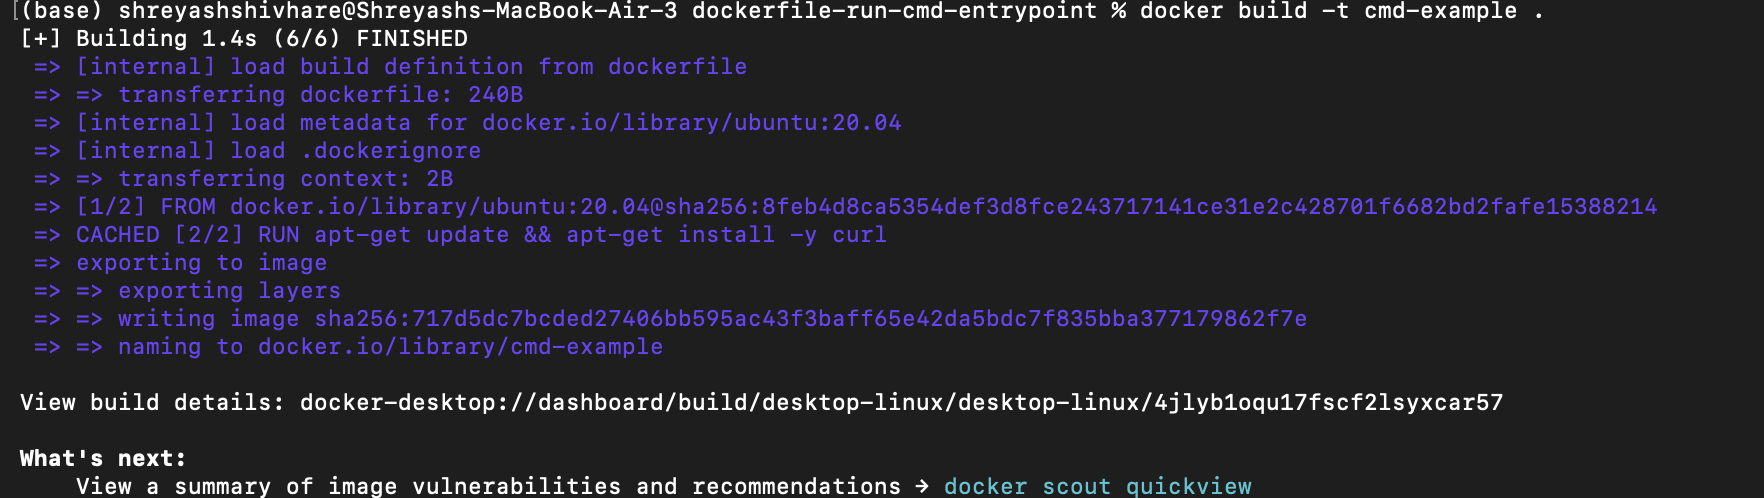 [(base) shreyashshivhare@Shreyashs-MacBook-Air-3 dockerfile-run-cmd-entrypoint % docker build -t cmd-example .
[+] Building 1.4s (6/6) FINISHED
=> [internal] load build definition from dockerfile
=> => transferring dockerfile: 240B
=> [internal] load metadata for docker.io/library/ubuntu:20.04
=> [internal] load .dockerignore
=> => transferring context: 2B
=> [1/2] FROM docker.io/library/ubuntu:20.04@sha256:8feb4d8ca5354def3d8fce243717141ce31e2c428701f6682bd2fafe15388214
=> CACHED [2/2] RUN apt-get update && apt-get install -y curl
=> exporting to image
=> => exporting layers
=> => writing image sha256:717d5dc7bcded27406bb595ac43f3baff65e42da5bdc7f835bba377179862f7e
=> => naming to docker.io/library/cmd-example
View build details: docker-desktop://dashboard/build/desktop-linux/desktop-linux/4jlyb1oqu17fscf2lsyxcar57
What's next:
View a summary of image vulnerabilities and recommendations → docker scout quickview